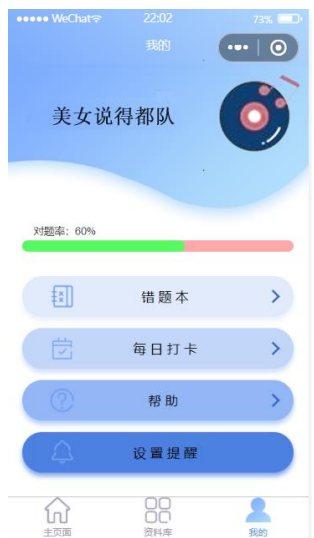 WeChat 22:02 73%
我的
美女说得都队
对题率：60%
错题本
每日打卡
帮助
设置提醒
主页面 资料库 我的